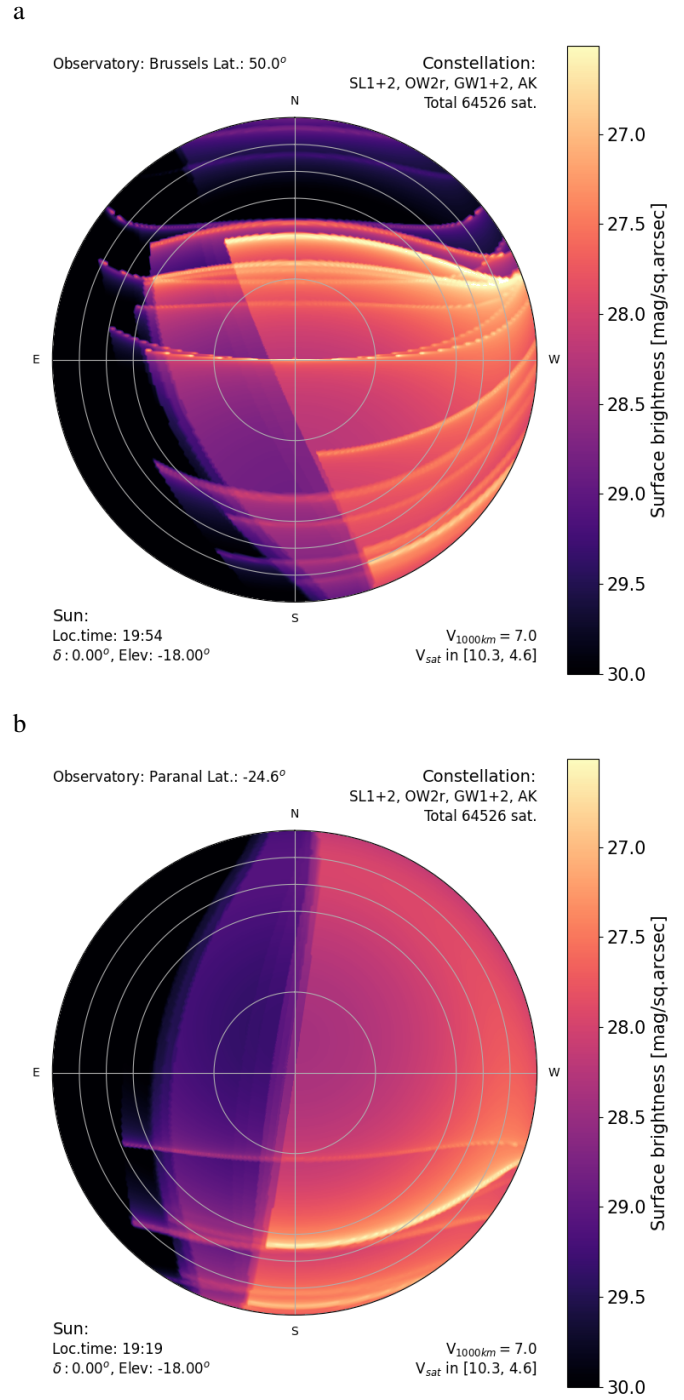 a
Observatory: Brussels Lat.: 50.0°
Constellation:
SL1+2, OW2r, GW1+2, AK
Total 64526 sat.
N
E
W
S
27.0
27.5
28.0
28.5
29.0
29.5
30.0
Surface brightness [mag/sq.arcsec]
Sun:
Loc.time: 19:54
δ : 0.00°, Elev: -18.00°
V1000km = 7.0
Vsat in [10.3, 4.6]
b
Observatory: Paranal Lat.: -24.6°
Constellation:
SL1+2, OW2r, GW1+2, AK
Total 64526 sat.
N
E
W
S
27.0
27.5
28.0
28.5
29.0
29.5
30.0
Surface brightness [mag/sq.arcsec]
Sun:
Loc.time: 19:19
δ : 0.00°, Elev: -18.00°
V1000km = 7.0
Vsat in [10.3, 4.6]